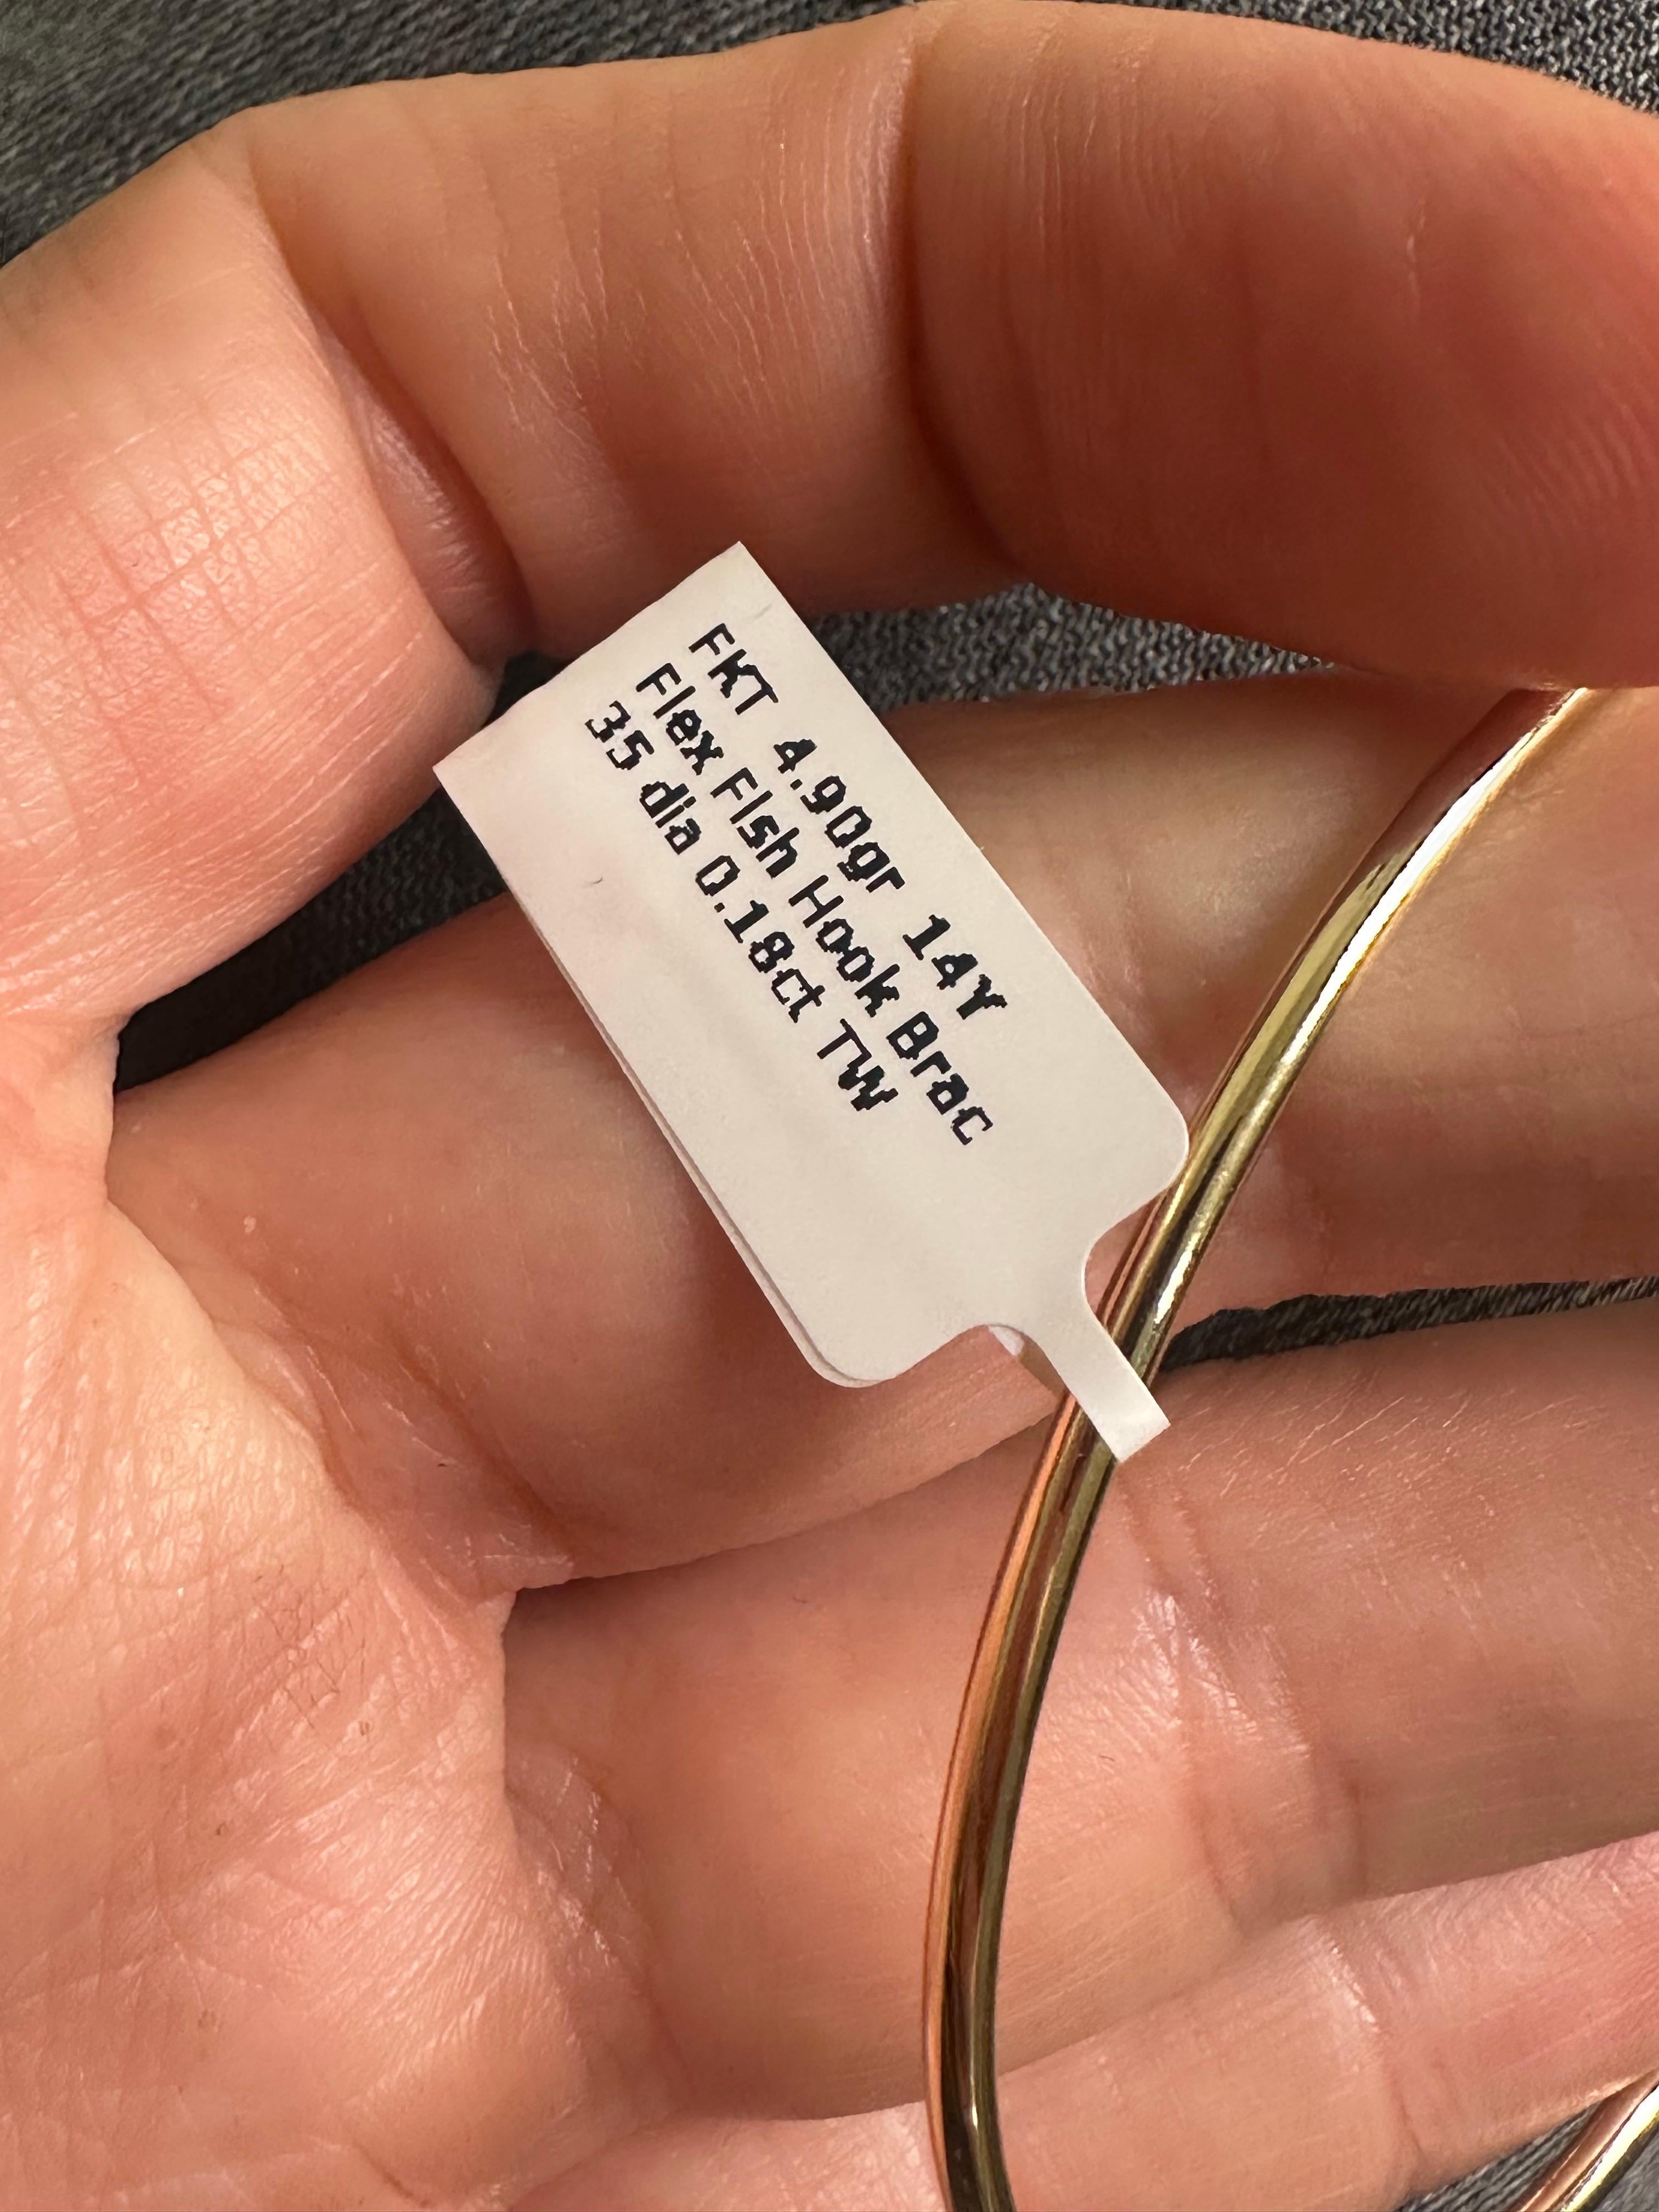 FKT 4.90gr 14Y
Flex Fish Hook Brac
35 dia 0.18ct TW